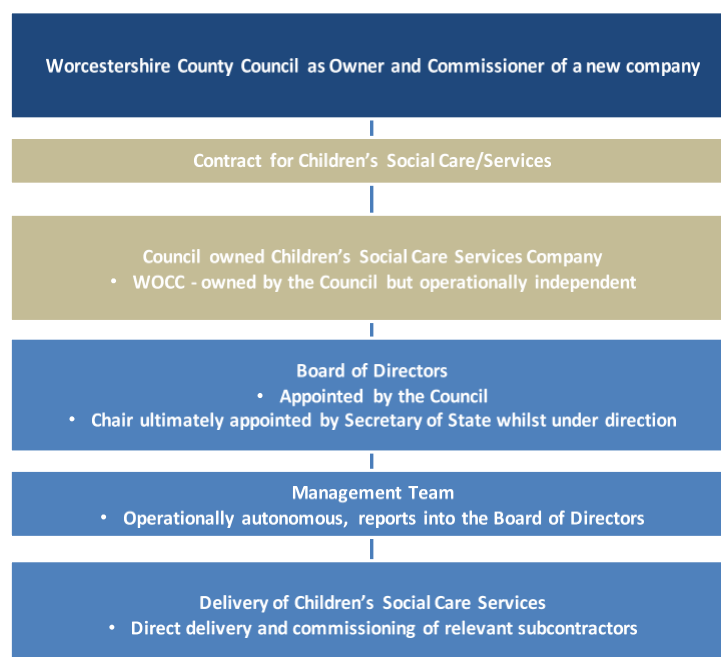 Worcestershire County Council as Owner and Commissioner of a new company
Contract for Children's Social Care/Services
Council owned Children's Social Care Services Company
• WOCC - owned by the Council but operationally independent
Board of Directors
• Appointed by the Council
• Chair ultimately appointed by Secretary of State whilst under direction
Management Team
• Operationally autonomous, reports into the Board of Directors
Delivery of Children's Social Care Services
• Direct delivery and commissioning of relevant subcontractors